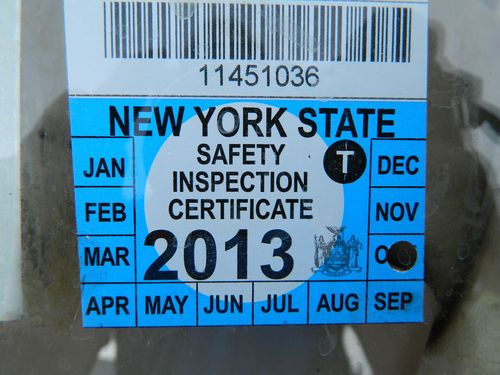 11451036
NEW YORK STATE
SAFETY
INSPECTION
CERTIFICATE
2013
T
JAN
FEB
MAR
APR MAY JUN JUL AUG SEP
DEC
NOV